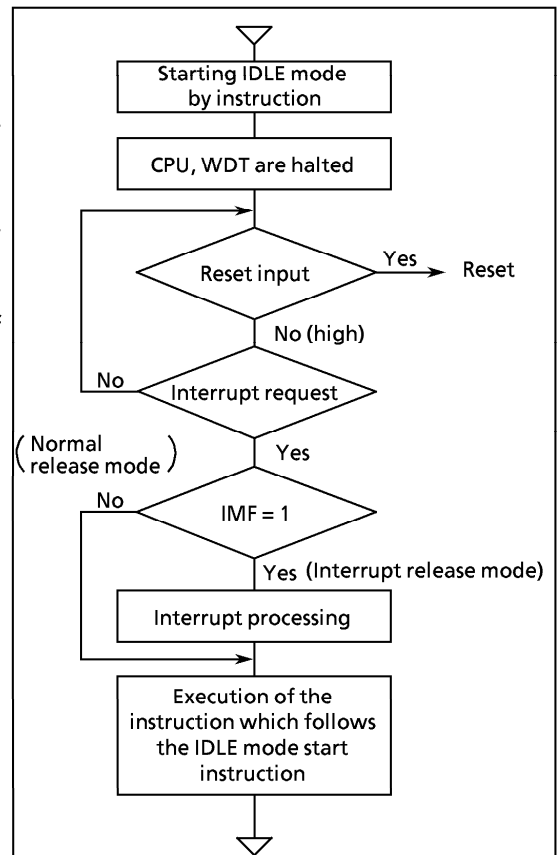 Starting IDLE mode
by instruction
CPU, WDT are halted
Reset input
Yes
Reset
No (high)
Interrupt request
No
Yes
(Normal
release mode)
No
IMF = 1
Yes (Interrupt release mode)
Interrupt processing
Execution of the
instruction which follows
the IDLE mode start
instruction